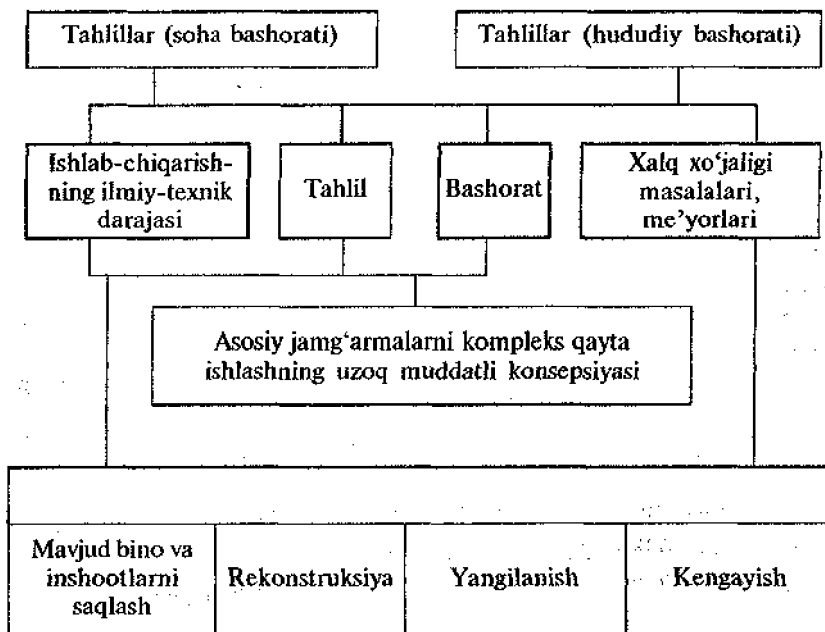 Tahlillar (soha bashorati)
Tahlillar (hududiy bashorati)
Ishlab-chiqarish-
ning ilmiy-texnik
darajasi
Tahlil
Bashorat
Xalq xo‘jaligi
masalalari,
me’yorlari
Asosiy jamg‘armalarni kompleks qayta
ishlashning uzoq muddatli konsepsiyasi
Mavjud bino va
inshootlarni
saqlash
Rekonstruksiya
Yangilanish
Kengayish